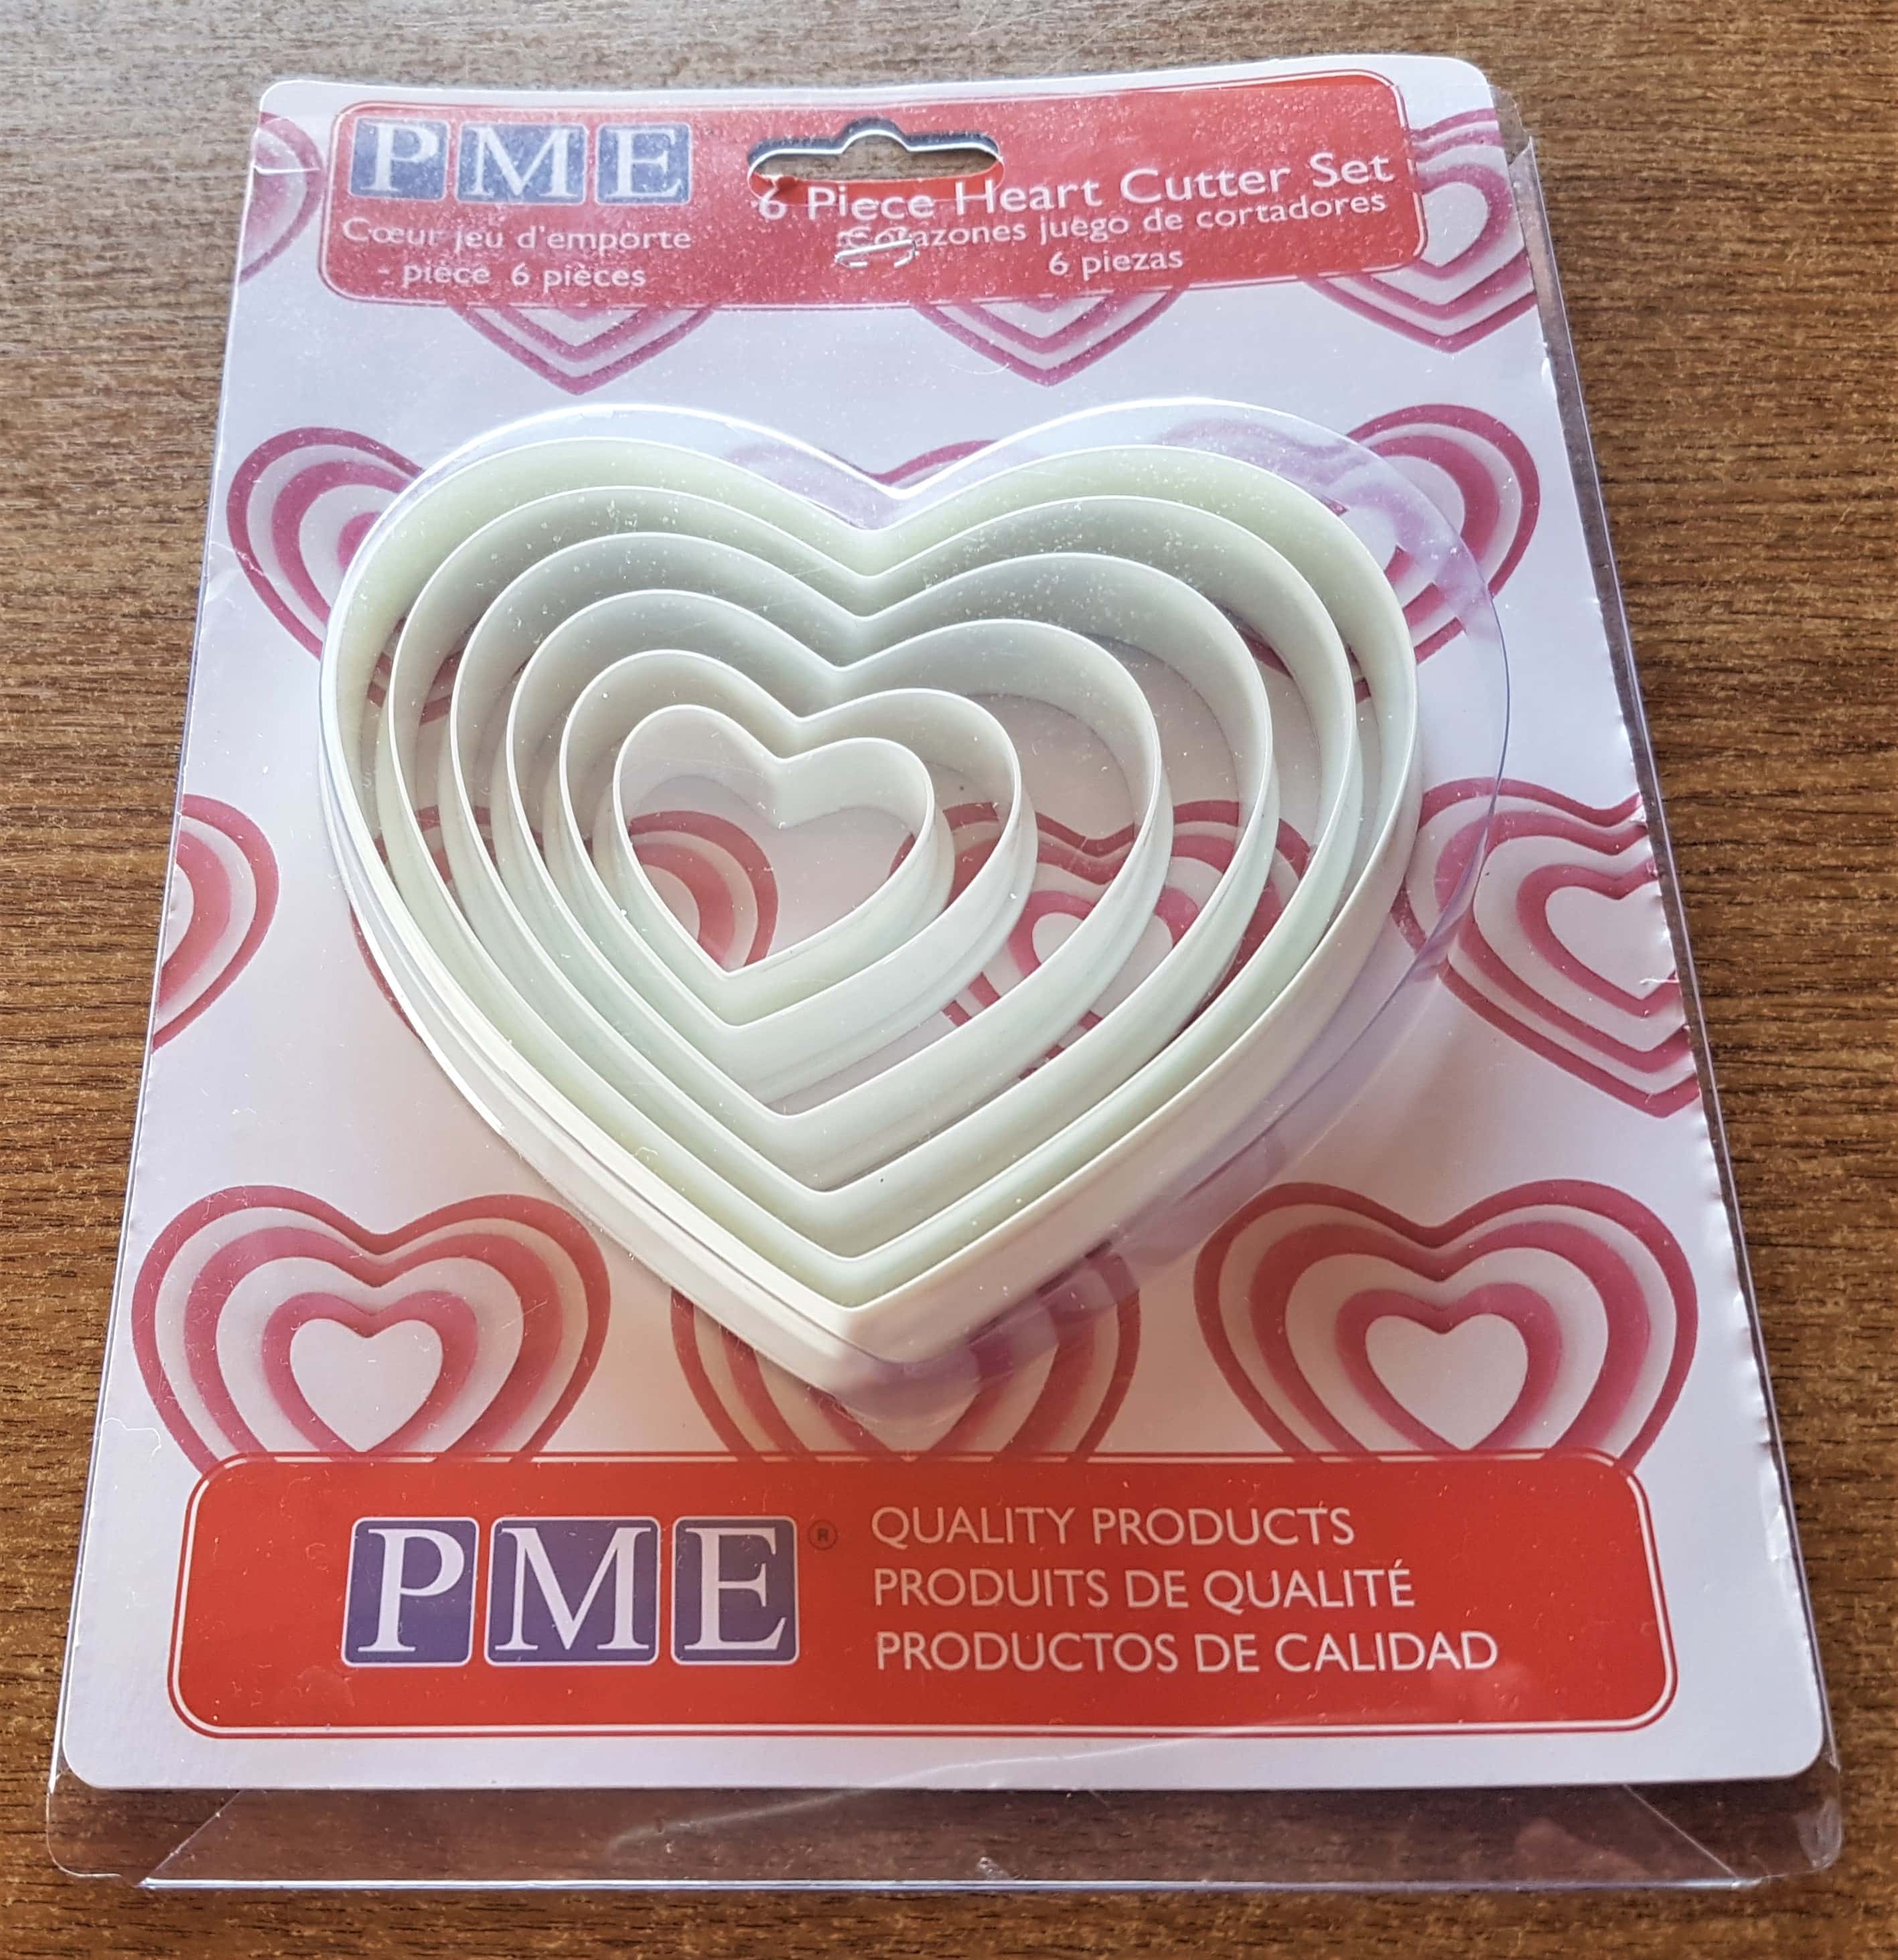 PME
Cœur jeu d'emporte
- pièce 6 pièces
6 Piece Heart Cutter Set
Corazones juego de cortadores
6 piezas
PME®
QUALITY PRODUCTS
PRODUITS DE QUALITÉ
PRODUCTOS DE CALIDAD